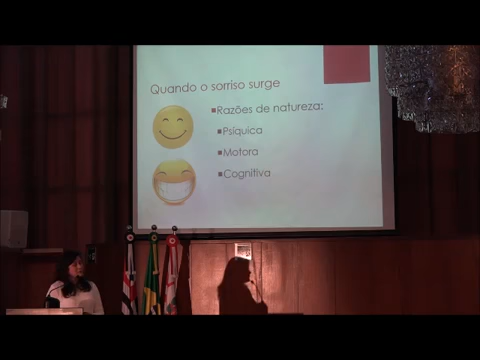 Quando o sorriso surge
Razões de natureza:
Psíquica
Motora
Cognitiva